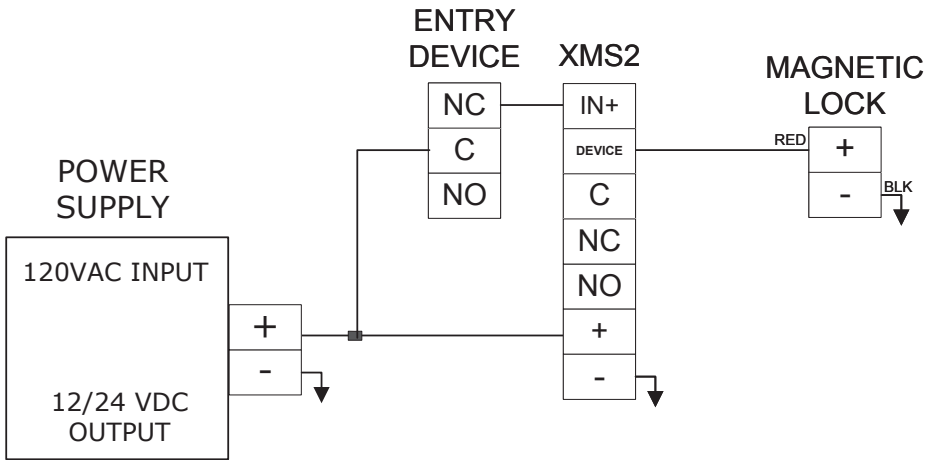 ENTRY
DEVICE
XMS2
MAGNETIC
LOCK
NC
IN+
C
DEVICE
RED
+
NO
C
-
BLK
NC
NO
+
-
POWER
SUPPLY
120VAC INPUT
+
-
12/24 VDC
OUTPUT